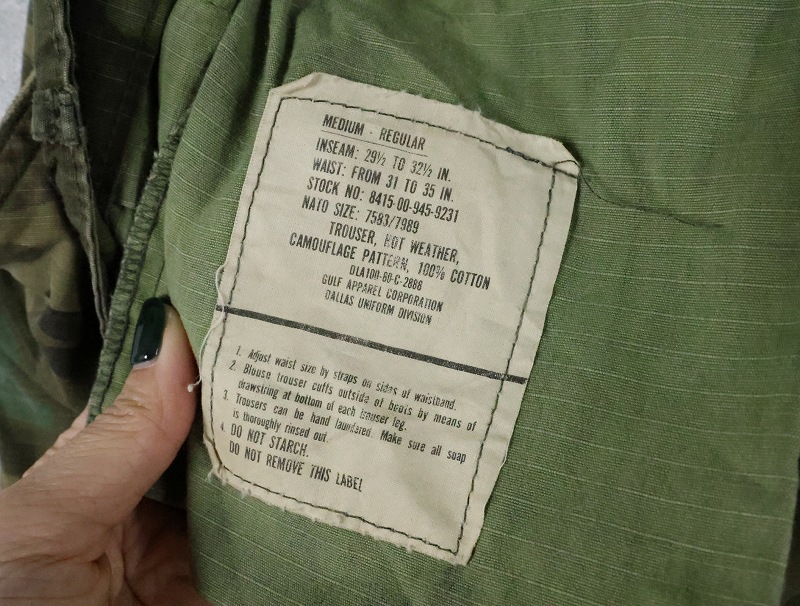 MEDIUM - REGULAR
INSEAM: 29½ TO 32½ IN.
WAIST: FROM 31 TO 35 IN.
STOCK NO: 8415-00-945-9231
NATO SIZE: 7583/7989
TROUSER, HOT WEATHER,
CAMOUFLAGE PATTERN, 100% COTTON
DLA100-80-C-2886
GULF APPAREL CORPORATION
DALLAS UNIFORM DIVISION
1. Adjust waist size by straps on sides of waistband.
2. Blouse trouser cuffs outside of boots by means of
drawstring at bottom of each trouser leg.
3. Trousers can be hand laundered. Make sure all soap
is thoroughly rinsed out.
4. DO NOT STARCH.
DO NOT REMOVE THIS LABEL